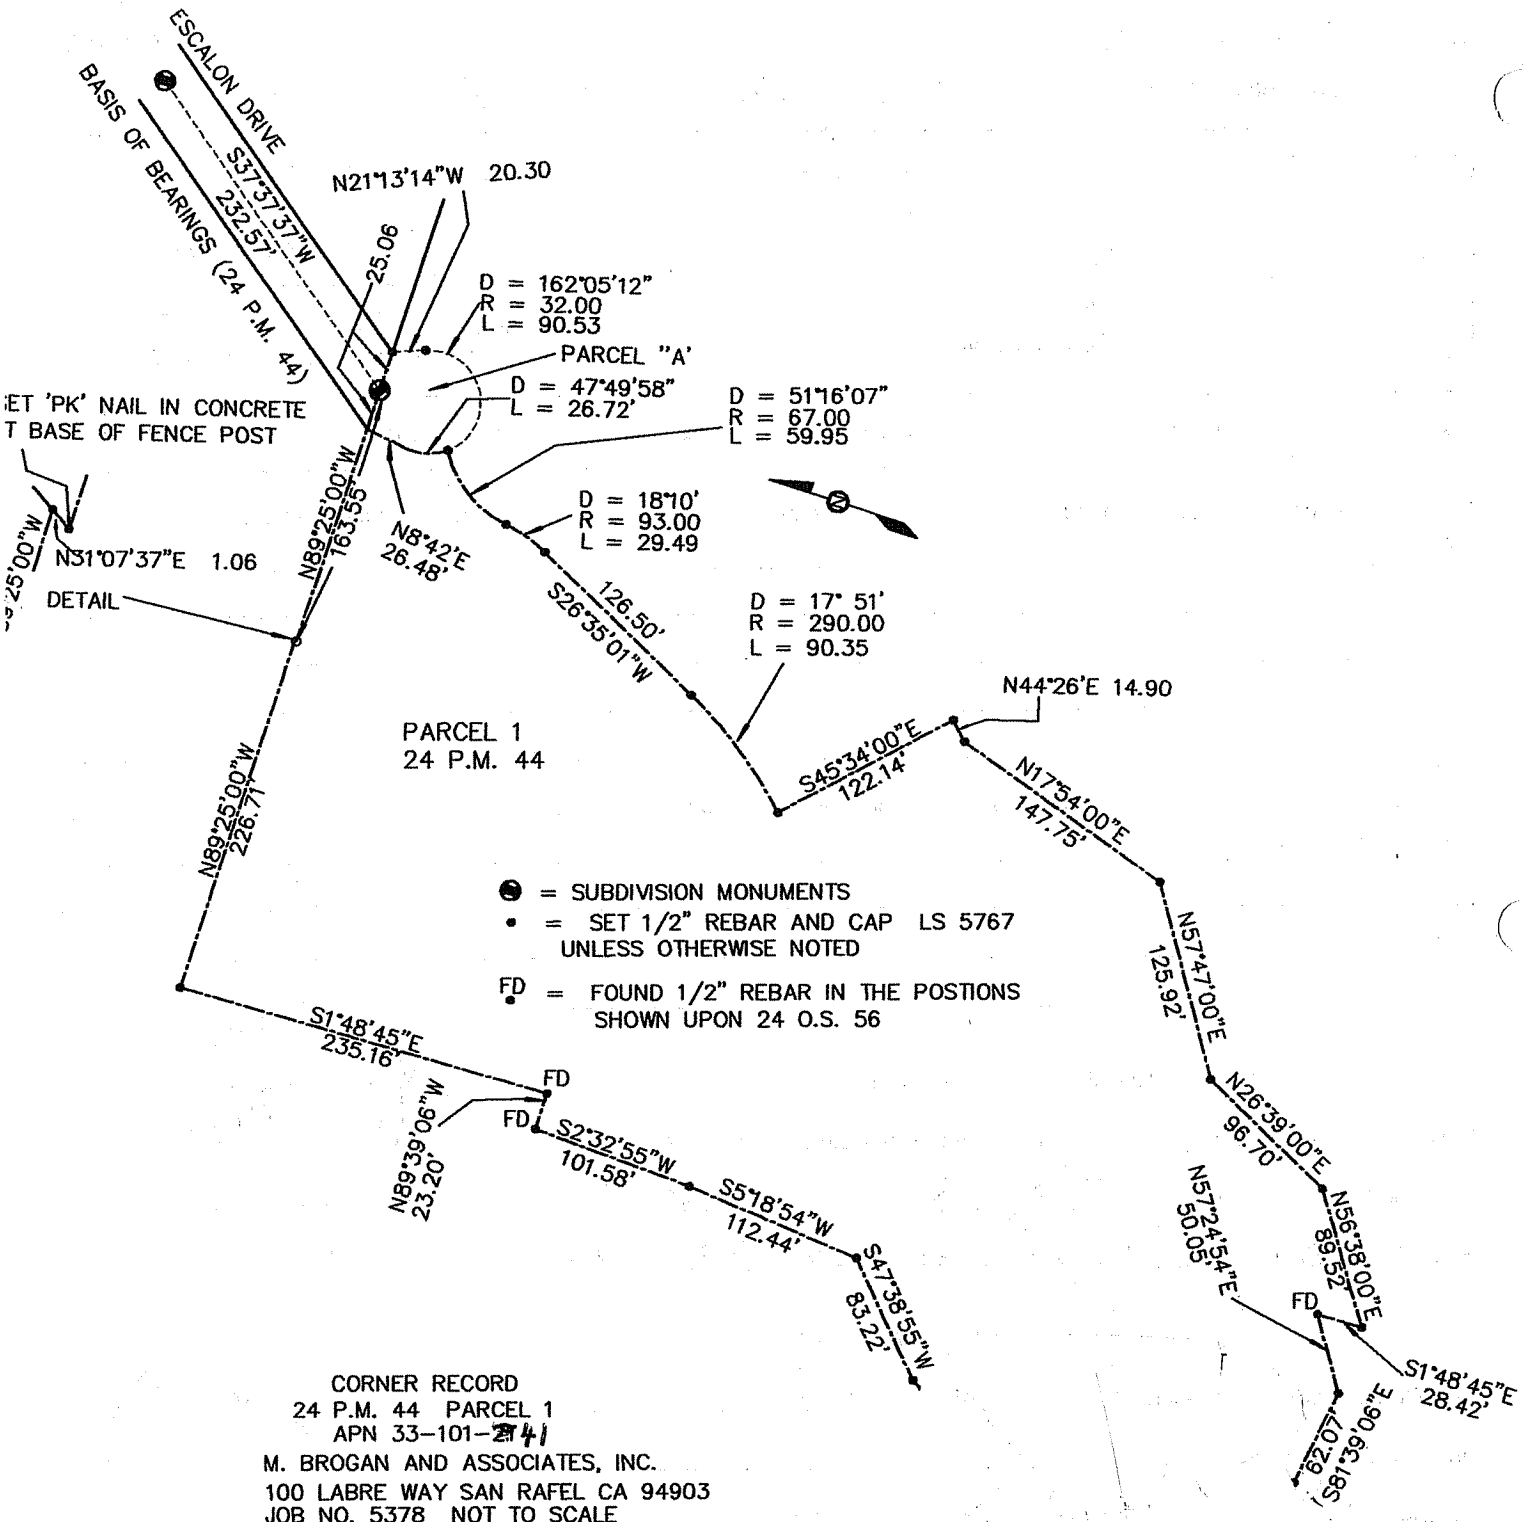 ESCALON DRIVE
BASIS OF BEARINGS (24 P.M. 44)
S37°37'37"W
232.57'
N21°13'14"W 20.30
25.06
D = 162°05'12"
R = 32.00
L = 90.53
PARCEL "A'
D = 47°49'58"
L = 26.72'
D = 51°16'07"
R = 67.00
L = 59.95
ET 'PK' NAIL IN CONCRETE
T BASE OF FENCE POST
25'00"W
N31°07'37"E 1.06
DETAIL
N89°25'00"W
163.55'
N8°42'E
26.48'
D = 18°10'
R = 93.00
L = 29.49
N
126.50'
S26°35'01"W
D = 17° 51'
R = 290.00
L = 90.35
N44°26'E 14.90
PARCEL 1
24 P.M. 44
S45°34'00"E
122.14'
N17°54'00"E
147.75'
N89°25'00"W
226.71'
= SUBDIVISION MONUMENTS
= SET 1/2" REBAR AND CAP LS 5767
UNLESS OTHERWISE NOTED
FD = FOUND 1/2" REBAR IN THE POSTIONS
SHOWN UPON 24 O.S. 56
N57°47'00"E
125.92'
S1°48'45"E
235.16'
FD
N89°39'06"W
23.20'
FD
S2°32'55"W
101.58'
S5°18'54"W
112.44'
S47°38'55"W
83.22'
N26°39'00"E
96.70'
N56°38'00"E
89.52'
N57°24'54"E
50.05'
FD
S1°48'45"E
28.42'
62.07'
S81°39'06"E
CORNER RECORD
24 P.M. 44 PARCEL 1
APN 33-101-41
M. BROGAN AND ASSOCIATES, INC.
100 LABRE WAY SAN RAFEL CA 94903
JOB NO. 5378 NOT TO SCALE